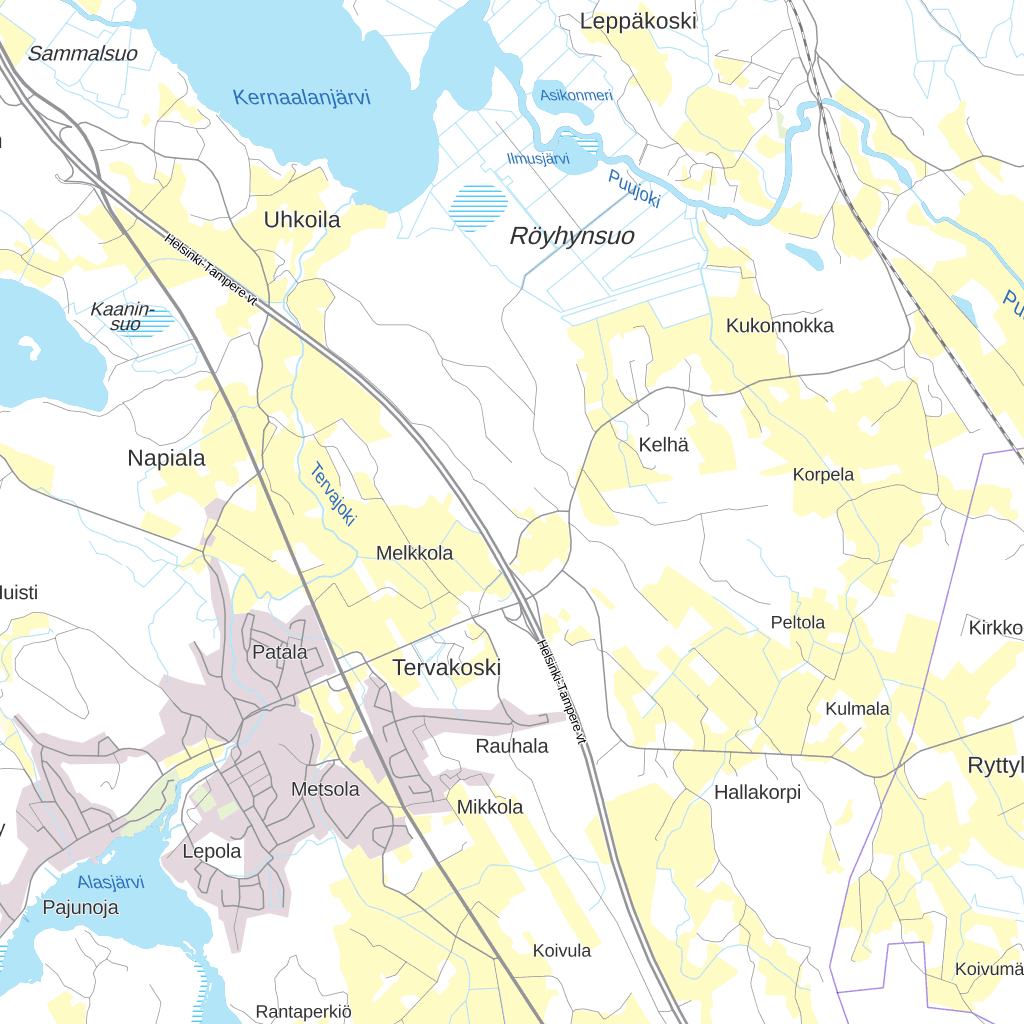 Leppäkoski
Sammalsuo
Kernaalanjärvi
Asikonmeri
Ilmusjärvi
Puujoki
Uhkoila
Röyhynsuo
Helsinki-Tampere-vt
Kaanin-
suo
Kukonnokka
Kelhä
Napiala
Korpela
Tervajoki
Melkkola
Peltola
Patala
Tervakoski
Helsinki-Tampere-vt
Kulmala
Rauhala
Metsola
Hallakorpi
Mikkola
Lepola
Alasjärvi
Pajunoja
Koivula
Rantaperkiö